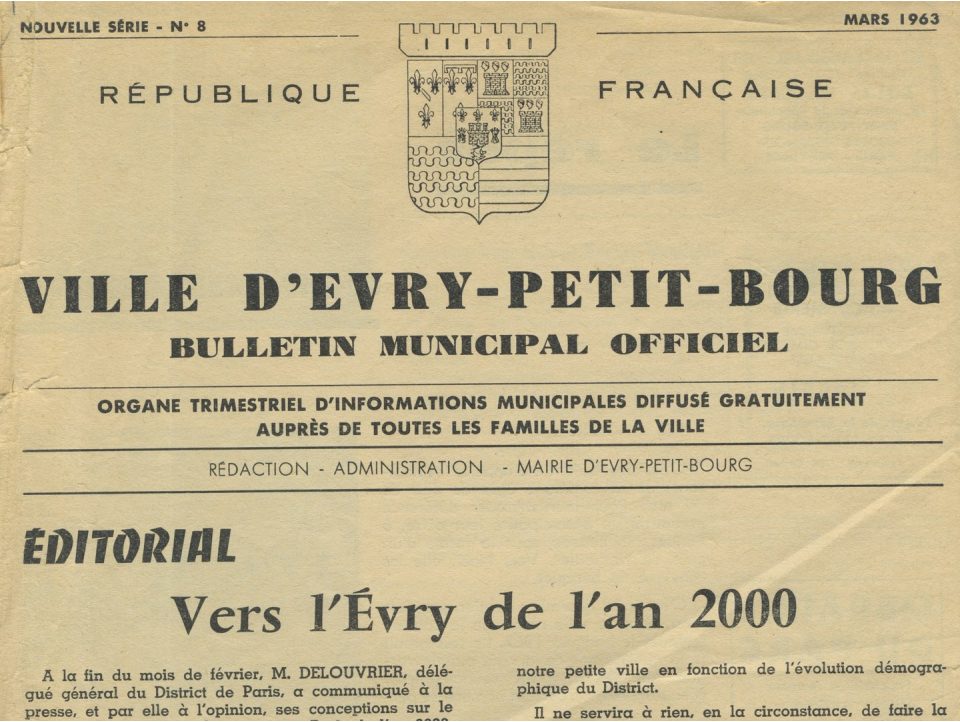 NOUVELLE SÉRIE - N° 8
MARS 1963
RÉPUBLIQUE FRANÇAISE
VILLE D'EVRY-PETIT-BOURG
BULLETIN MUNICIPAL OFFICIEL
ORGANE TRIMESTRIEL D'INFORMATIONS MUNICIPALES DIFFUSÉ GRATUITEMENT
AUPRÈS DE TOUTES LES FAMILLES DE LA VILLE
RÉDACTION - ADMINISTRATION - MAIRIE D'EVRY-PETIT-BOURG
ÉDITORIAL
Vers l'Évry de l'an 2000
A la fin du mois de février, M. DELOUVRIER, délé-
gué général du District de Paris, a communiqué à la
presse, et par elle à l'opinion, ses conceptions sur le
notre petite ville en fonction de l'évolution démogra-
phique du District.
Il ne servira à rien, en la circonstance, de faire la